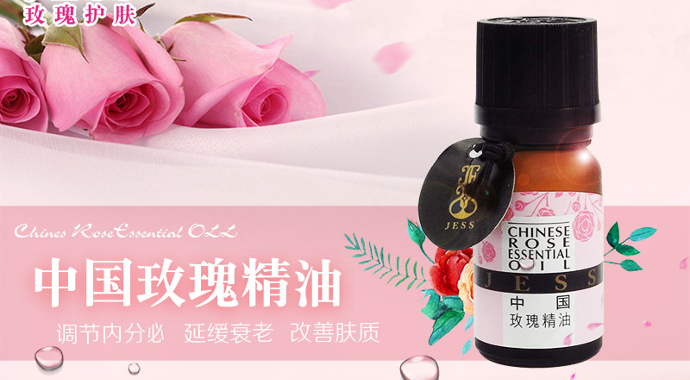 玫瑰护肤
Chines RoseEssential OLL
中国玫瑰精油
调节内分必 延缓衰老 改善肤质
JESS
CHINESE
ROSE
ESSENTIAL
OIL
JESS
中国
玫瑰精油